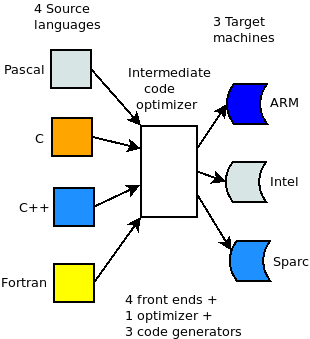 4 Source
languages
3 Target
machines
Pascal
Intermediate
code
optimizer
ARM
C
Intel
C++
Sparc
Fortran
4 front ends +
1 optimizer +
3 code generators